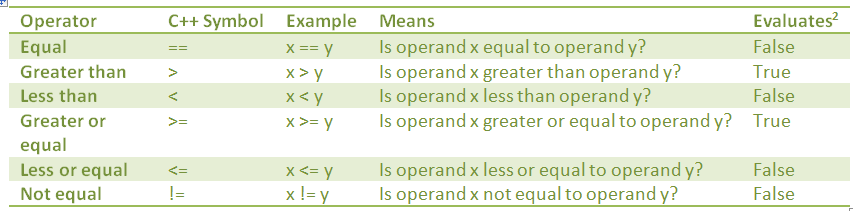 Operator C++ Symbol Example Means Evaluates²
Equal == x == y Is operand x equal to operand y? False
Greater than > x > y Is operand x greater than operand y? True
Less than < x < y Is operand x less than operand y? False
Greater or >= x >= y Is operand x greater or equal to operand y? True
equal
Less or equal <= x <= y Is operand x less or equal to operand y? False
Not equal != x != y Is operand x not equal to operand y? False